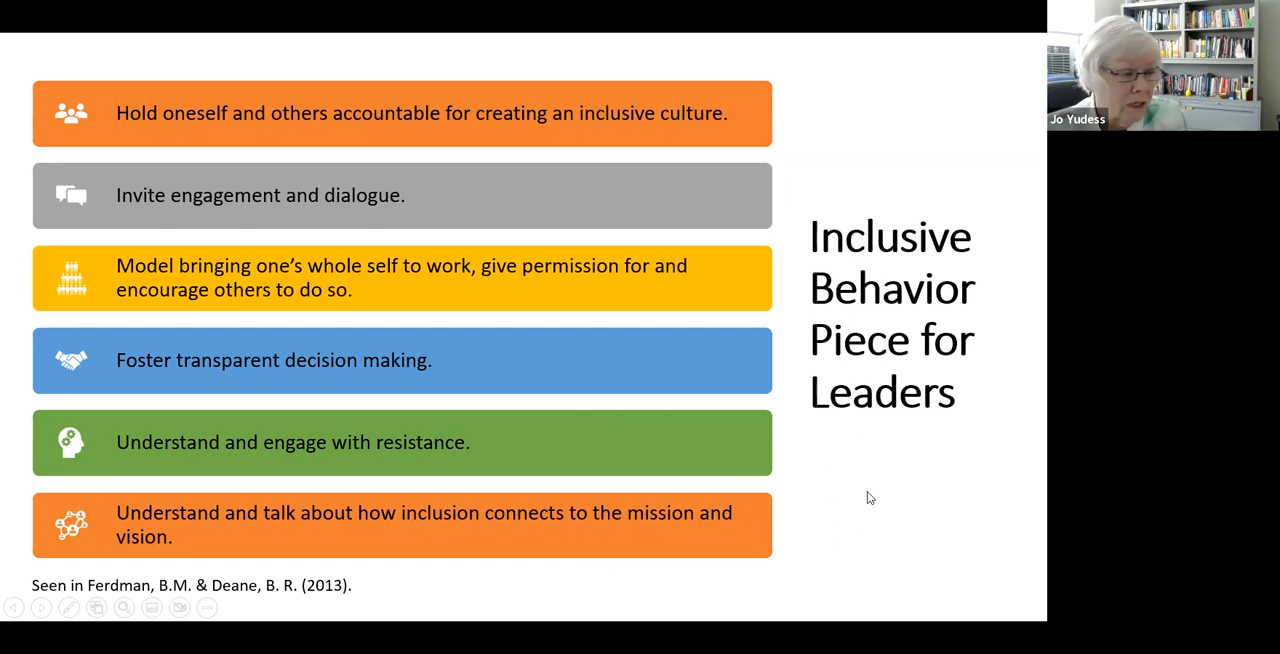 Hold oneself and others accountable for creating an inclusive culture.
Invite engagement and dialogue.
Model bringing one's whole self to work, give permission for and
encourage others to do so.
Foster transparent decision making.
Understand and engage with resistance.
Understand and talk about how inclusion connects to the mission and
vision.
Seen in Ferdman, B.M. & Deane, B. R. (2013).
Inclusive
Behavior
Piece for
Leaders
Jo Yudess